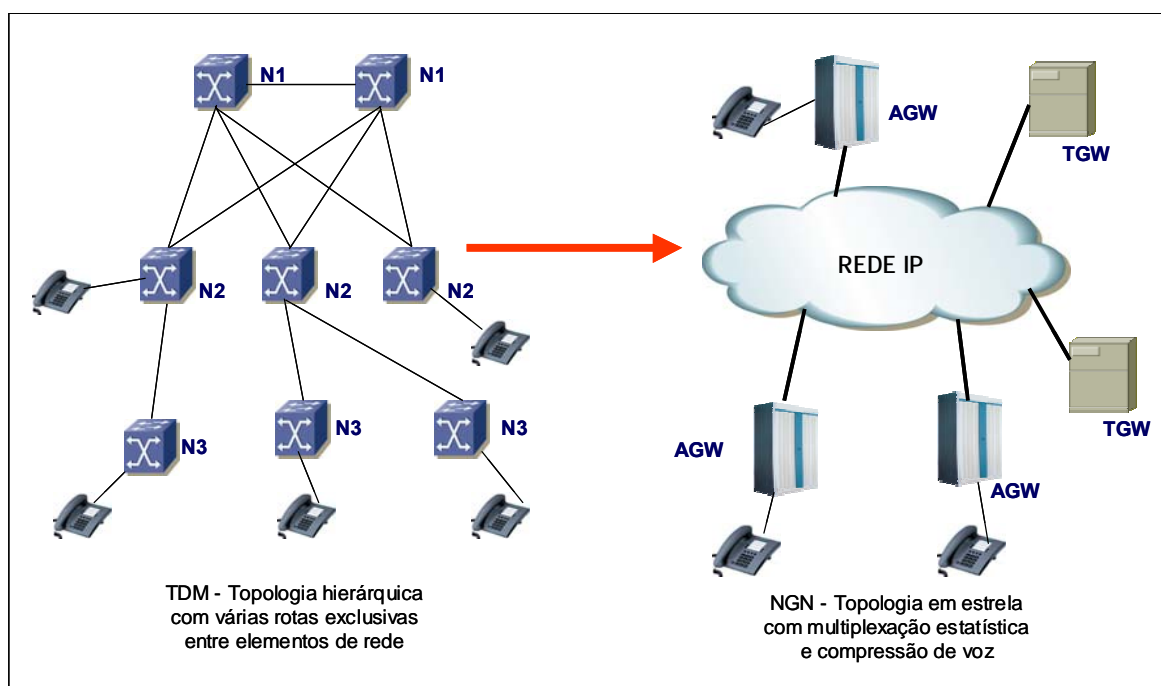 N1
N1
AGW
TGW
REDE IP
N2
N2
N2
TGW
N3
N3
N3
AGW
AGW
TDM - Topologia hierárquica
com várias rotas exclusivas
entre elementos de rede
NGN - Topologia em estrela
com multiplexação estatística
e compressão de voz